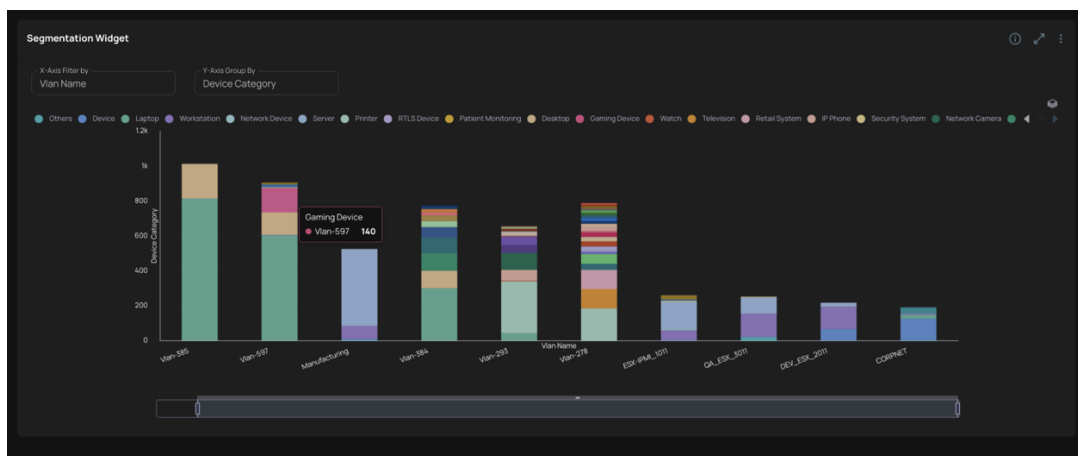 Segmentation Widget
X-Axis Filter by
Vlan Name
Y-Axis Group By
Device Category
Others Device Laptop Workstation Network Device Server Printer RTLS Device Patient Monitoring Desktop Gaming Device Watch Television Retail System IP Phone Security System Network Camera
1.2k
1k
800
600
400
200
0
Device Category
Gaming Device
Vlan-597 140
Vlan-385
Vlan-597
Manufacturing
Vlan-384
Vlan-293
Vlan-278
ESX-IPMI_1011
QA_ESX_3011
DEV_ESX_2011
CORPNET
Vlan Name